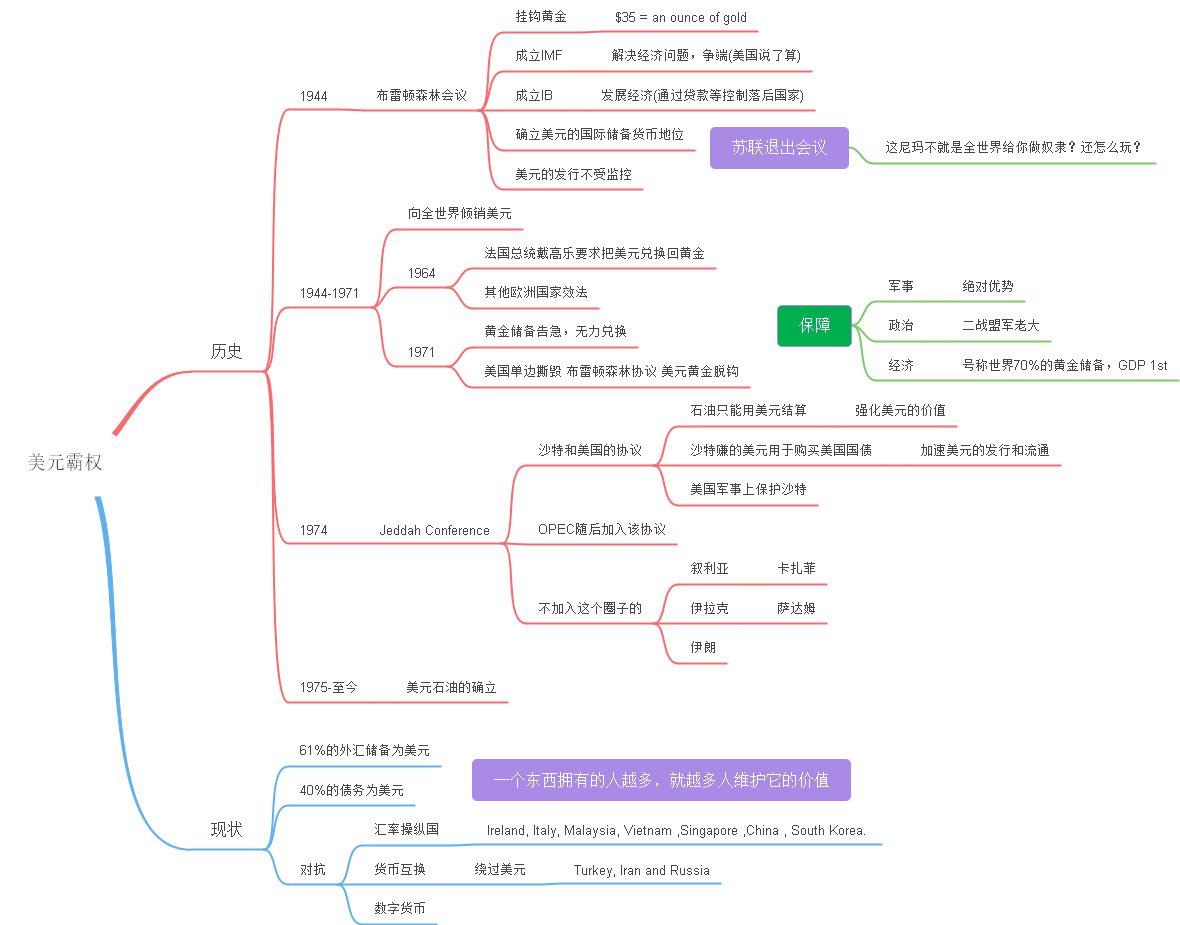 美元霸权
历史
1944
布雷顿森林会议
挂钩黄金
$35 = an ounce of gold
成立IMF
解决经济问题，争端(美国说了算)
成立IB
发展经济(通过贷款等控制落后国家)
确立美元的国际储备货币地位
美元的发行不受监控
苏联退出会议
这尼玛不就是全世界给你做奴隶？还怎么玩？
1944-1971
向全世界倾销美元
1964
法国总统戴高乐要求把美元兑换回黄金
其他欧洲国家效法
1971
黄金储备告急，无力兑换
美国单边撕毁 布雷顿森林协议 美元黄金脱钩
保障
军事
绝对优势
政治
二战盟军老大
经济
号称世界70%的黄金储备，GDP 1st
1974
Jeddah Conference
沙特和美国的协议
石油只能用美元结算
强化美元的价值
沙特赚的美元用于购买美国国债
加速美元的发行和流通
美国军事上保护沙特
OPEC随后加入该协议
不加入这个圈子的
叙利亚
卡扎菲
伊拉克
萨达姆
伊朗
1975-至今
美元石油的确立
现状
61%的外汇储备为美元
40%的债务为美元
一个东西拥有的人越多，就越多人维护它的价值
对抗
汇率操纵国
Ireland, Italy, Malaysia, Vietnam ,Singapore ,China , South Korea.
货币互换
绕过美元
Turkey, Iran and Russia
数字货币